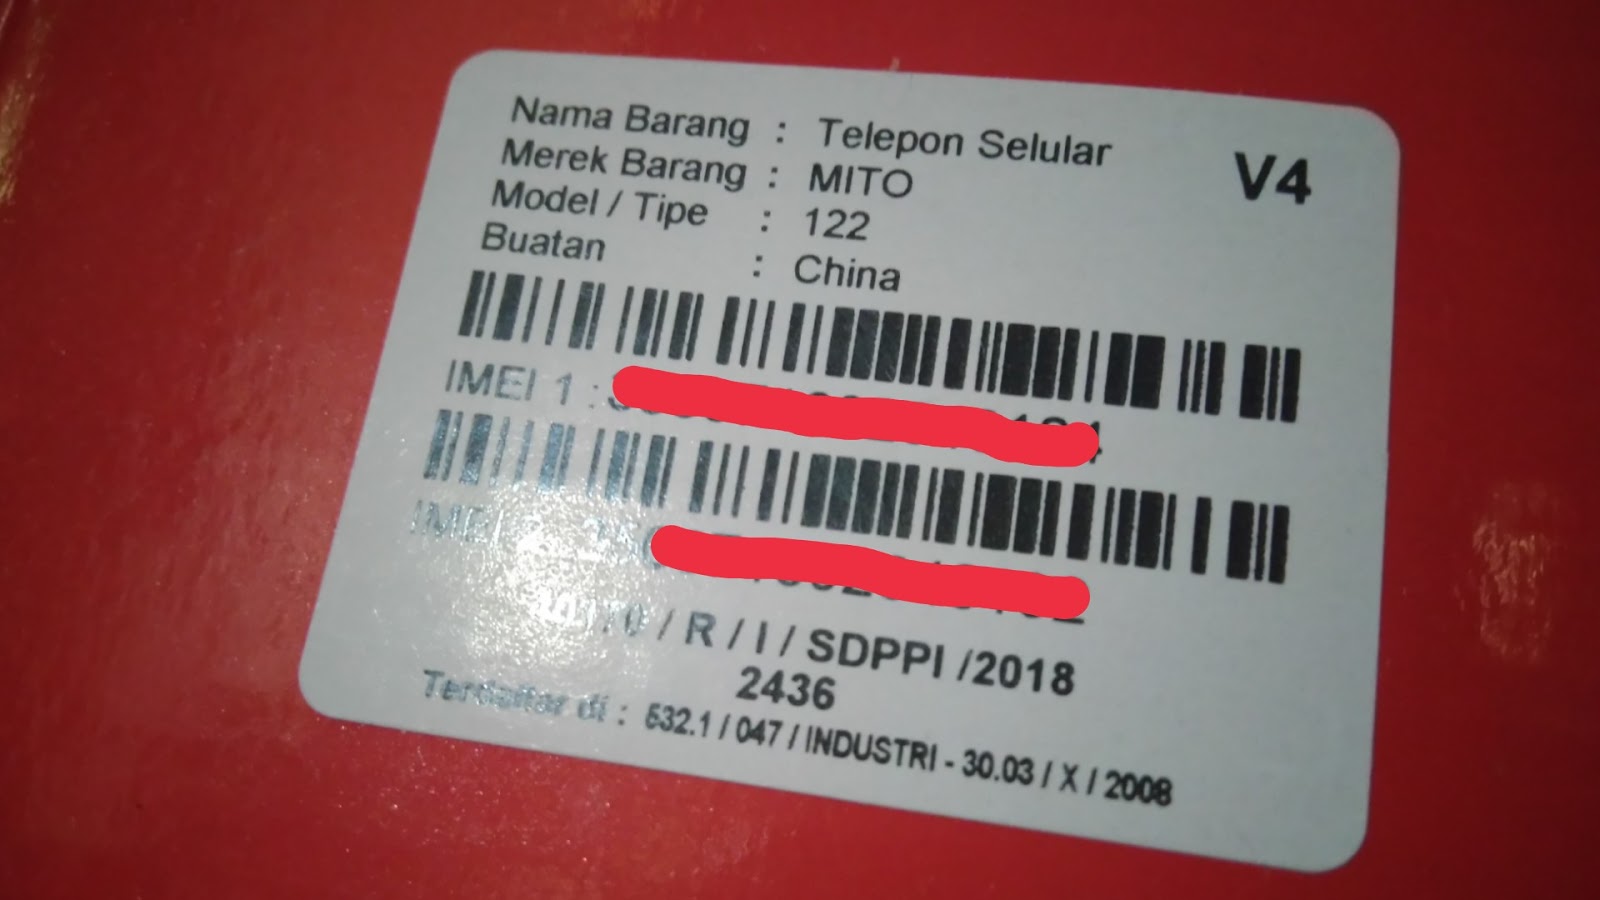 Nama Barang : Telepon Selular
V4
Merek Barang : MITO
Model / Tipe : 122
Buatan : China
IMEI 1 :
IMEI
/ R / I / SDPPI /2018
2436
Terdaftar di : 532.1 / 047 / INDUSTRI - 30.03 / X / 2008